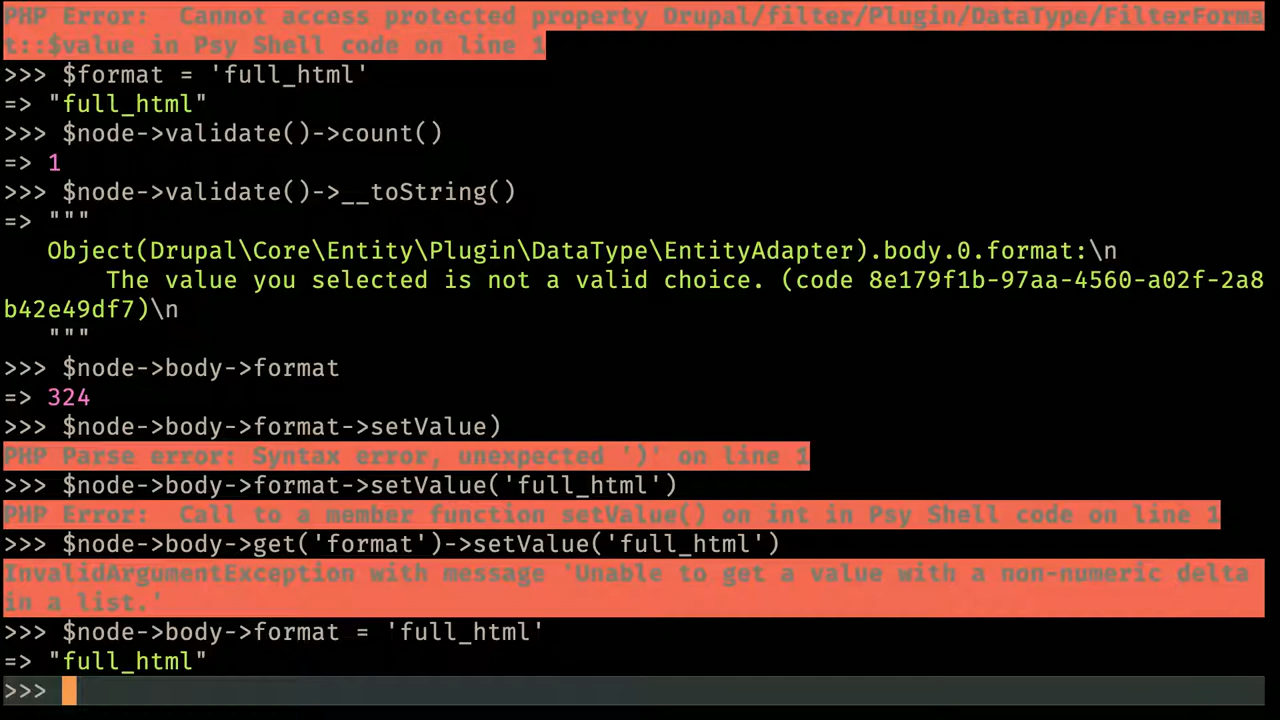 PHP Error:  Cannot access protected property Drupal/filter/Plugin/DataType/FilterForma
t::$value in Psy Shell code on line 1
>>> $format = 'full_html'
=> "full_html"
>>> $node->validate()->count()
=> 1
>>> $node->validate()->__toString()
=> """
   Object(Drupal\Core\Entity\Plugin\DataType\EntityAdapter).body.0.format:\n
       The value you selected is not a valid choice. (code 8e179f1b-97aa-4560-a02f-2a8
b42e49df7)\n
   """
>>> $node->body->format
=> 324
>>> $node->body->format->setValue)
PHP Parse error: Syntax error, unexpected ')' on line 1
>>> $node->body->format->setValue('full_html')
PHP Error:  Call to a member function setValue() on int in Psy Shell code on line 1
>>> $node->body->get('format')->setValue('full_html')
InvalidArgumentException with message 'Unable to get a value with a non-numeric delta
in a list.'
>>> $node->body->format = 'full_html'
=> "full_html"
>>>